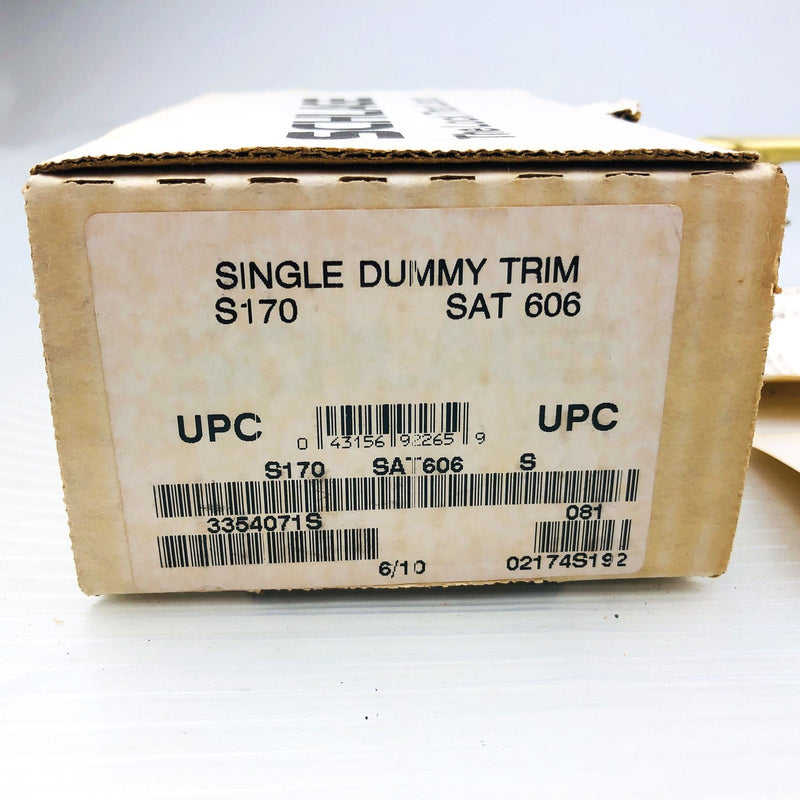 SINGLE DUMMY TRIM
S170 SAT 606
UPC UPC
0 43156 92265 9
S170 SAT606 S
3354071S 081
6/10 02174S192